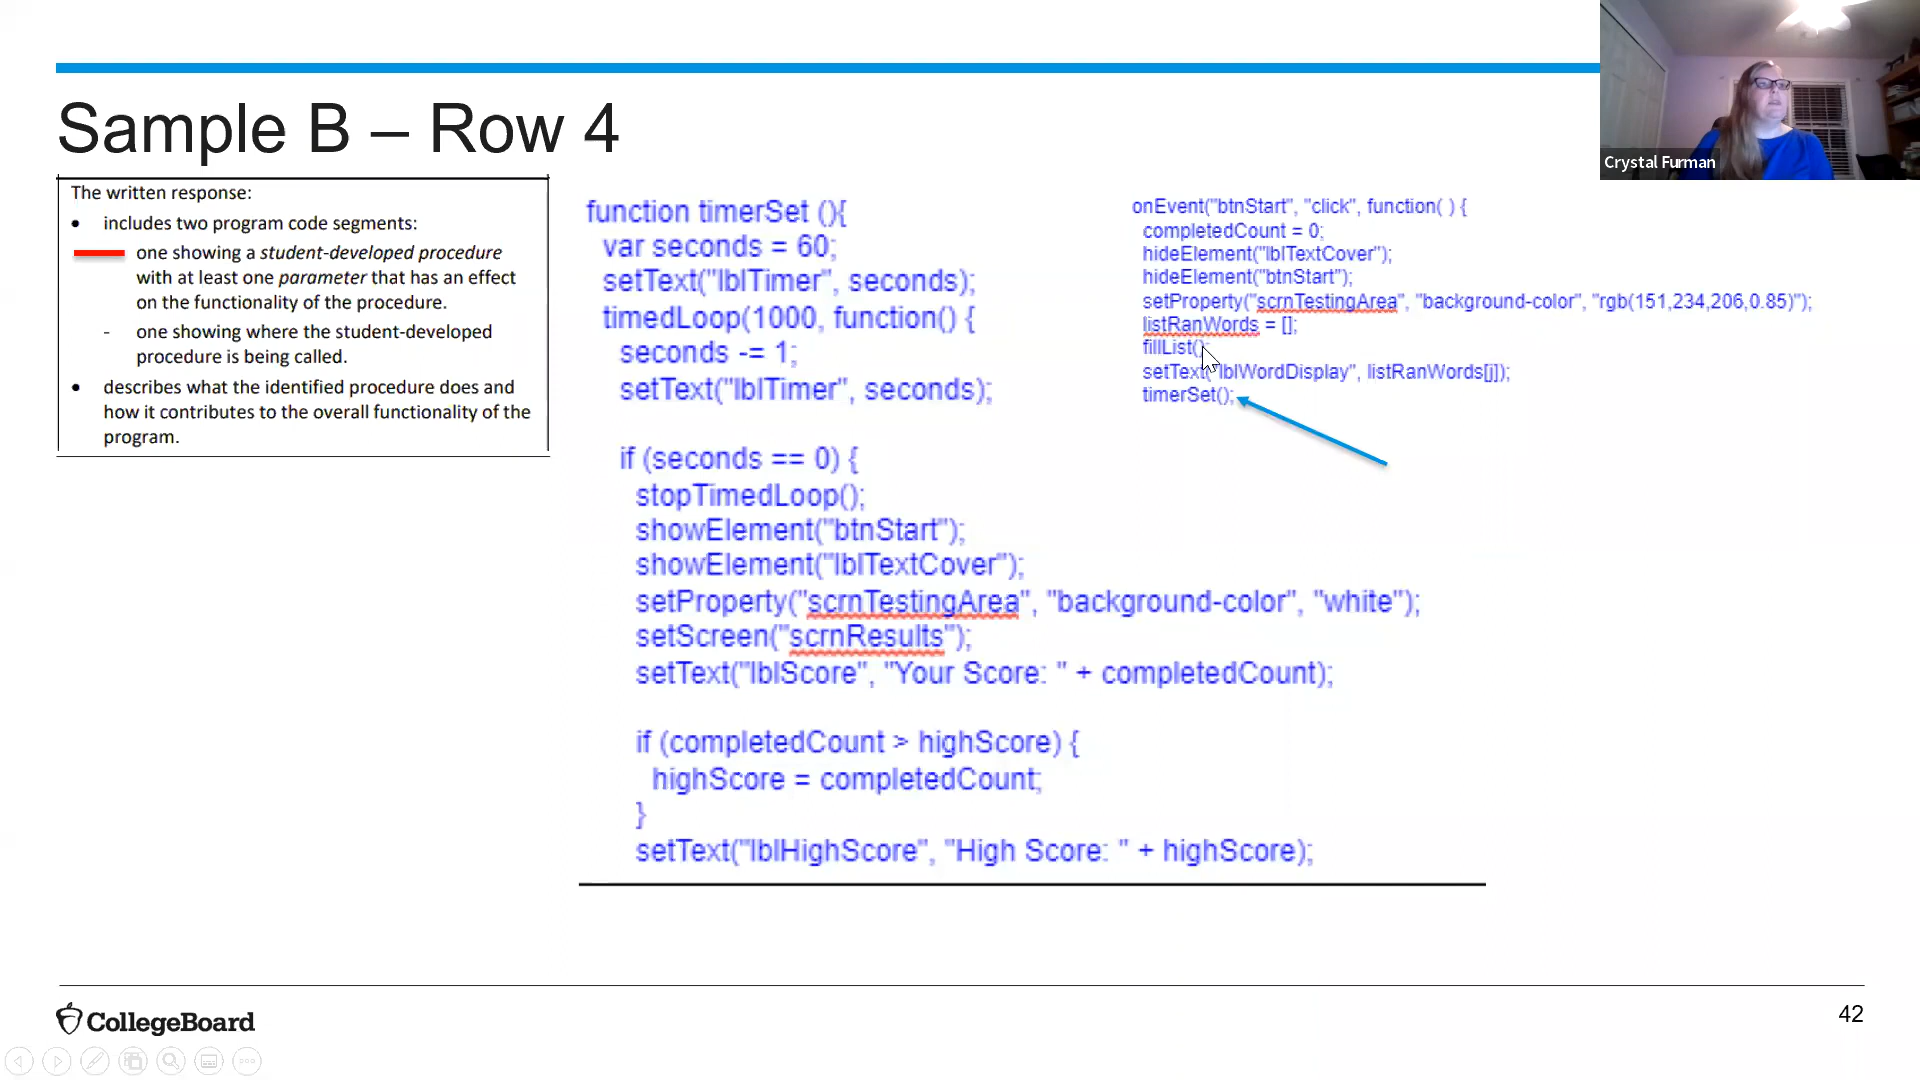 Sample B – Row 4
Crystal Furman
The written response:
• includes two program code segments:
one showing a student-developed procedure
with at least one parameter that has an effect
on the functionality of the procedure.
- one showing where the student-developed
procedure is being called.
• describes what the identified procedure does and
how it contributes to the overall functionality of the
program.
function timerSet (){
var seconds = 60;
setText("lblTimer", seconds);
timedLoop(1000, function() {
seconds -= 1;
setText("lblTimer", seconds);
if (seconds == 0) {
stopTimedLoop();
showElement("btnStart");
showElement("lblTextCover");
setProperty("scrnTestingArea", "background-color", "white");
setScreen("scrnResults");
setText("lblScore", "Your Score: " + completedCount);
if (completedCount > highScore) {
highScore = completedCount;
}
setText("lblHighScore", "High Score: " + highScore);
onEvent("btnStart", "click", function( ) {
completedCount = 0;
hideElement("lblTextCover");
hideElement("btnStart");
setProperty("scrnTestingArea", "background-color", "rgb(151,234,206,0.85)");
listRanWords = [];
fillList();
setText("lblWordDisplay", listRanWords[j]);
timerSet();
CollegeBoard
42